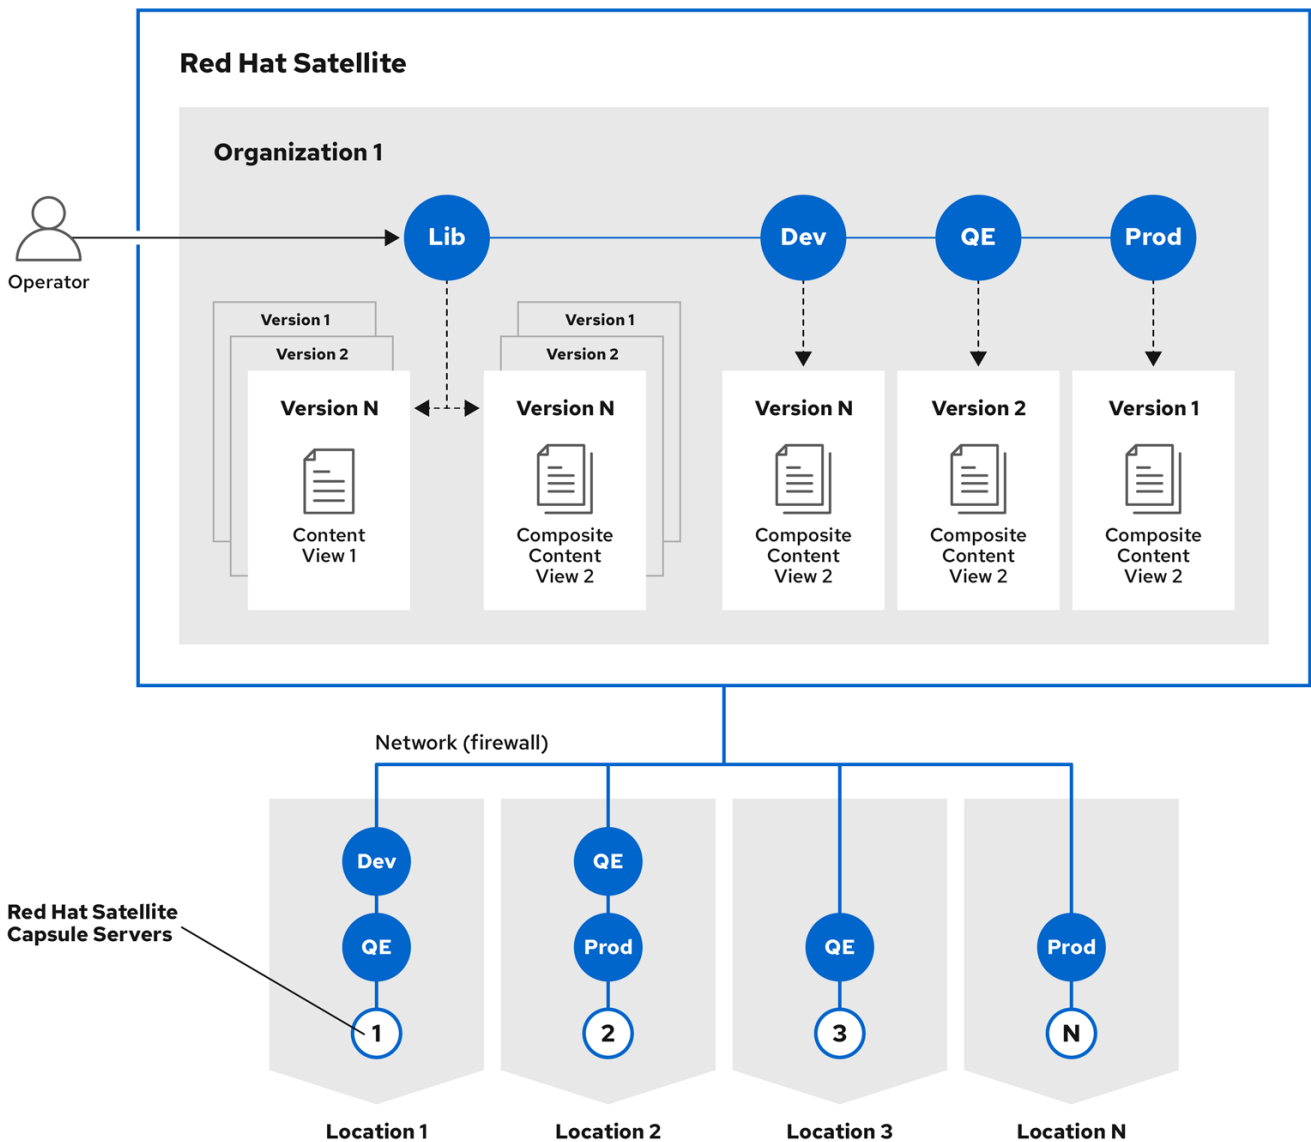 Red Hat Satellite
Organization 1
Operator
Lib
Dev
QE
Prod
Version 1
Version 2
Version N
Content
View 1
Version 1
Version 2
Version N
Composite
Content
View 2
Version N
Composite
Content
View 2
Version 2
Composite
Content
View 2
Version 1
Composite
Content
View 2
Network (firewall)
Red Hat Satellite
Capsule Servers
Dev
QE
1
Location 1
QE
Prod
2
Location 2
QE
3
Location 3
Prod
N
Location N